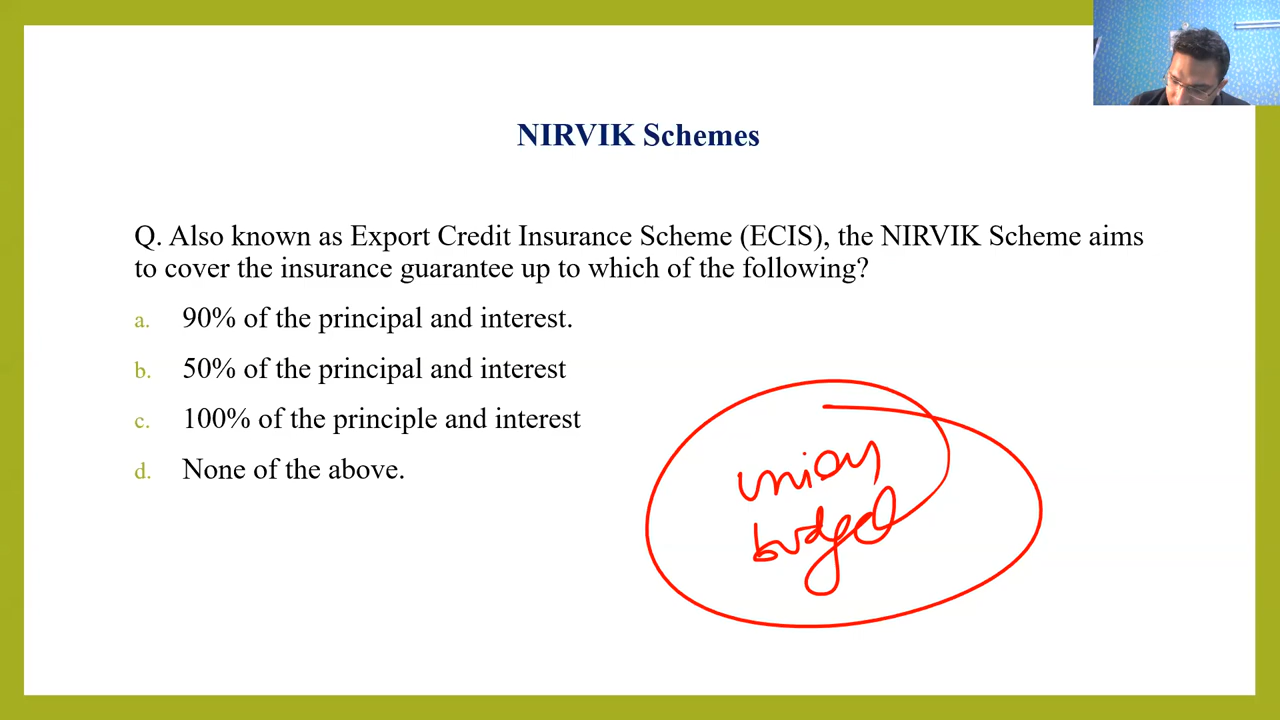 NIRVIK Schemes
Q. Also known as Export Credit Insurance Scheme (ECIS), the NIRVIK Scheme aims
to cover the insurance guarantee up to which of the following?
a. 90% of the principal and interest.
b. 50% of the principal and interest
c. 100% of the principle and interest
d. None of the above.
union
budget